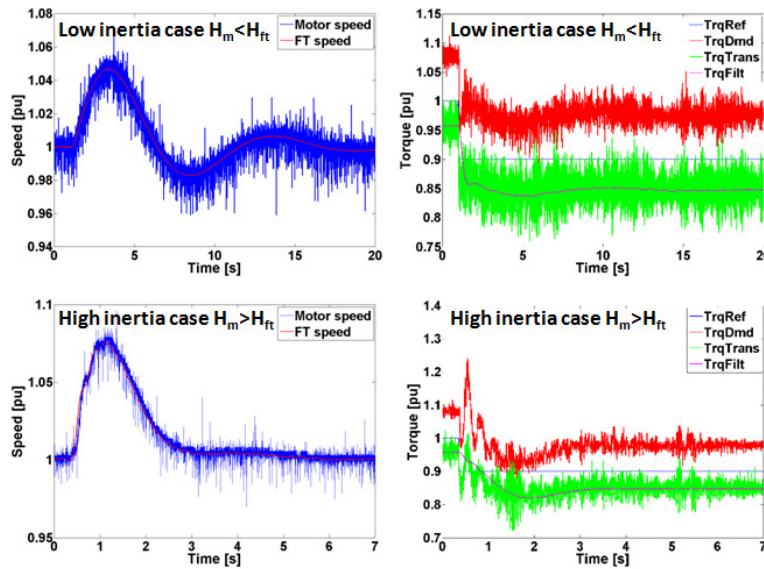 Low inertia case Hm<Hft
Motor speed
FT speed
Speed [pu]
1.08
1.06
1.04
1.02
1
0.98
0.96
0.94
0
5
10
15
20
Time [s]
Low inertia case Hm<Hft
TrqRef
TrqDmd
TrqTrans
TrqFilt
Torque [pu]
1.15
1.1
1.05
1
0.95
0.9
0.85
0.8
0.75
0
5
10
15
20
Time [s]
High inertia case Hm>Hft
Motor speed
FT speed
Speed [pu]
1.1
1.05
1
0.95
0
1
2
3
4
5
6
7
Time [s]
High inertia case Hm>Hft
TrqRef
TrqDmd
TrqTrans
TrqFilt
Torque [pu]
1.4
1.3
1.2
1.1
1
0.9
0.8
0.7
0
1
2
3
4
5
6
7
Time [s]